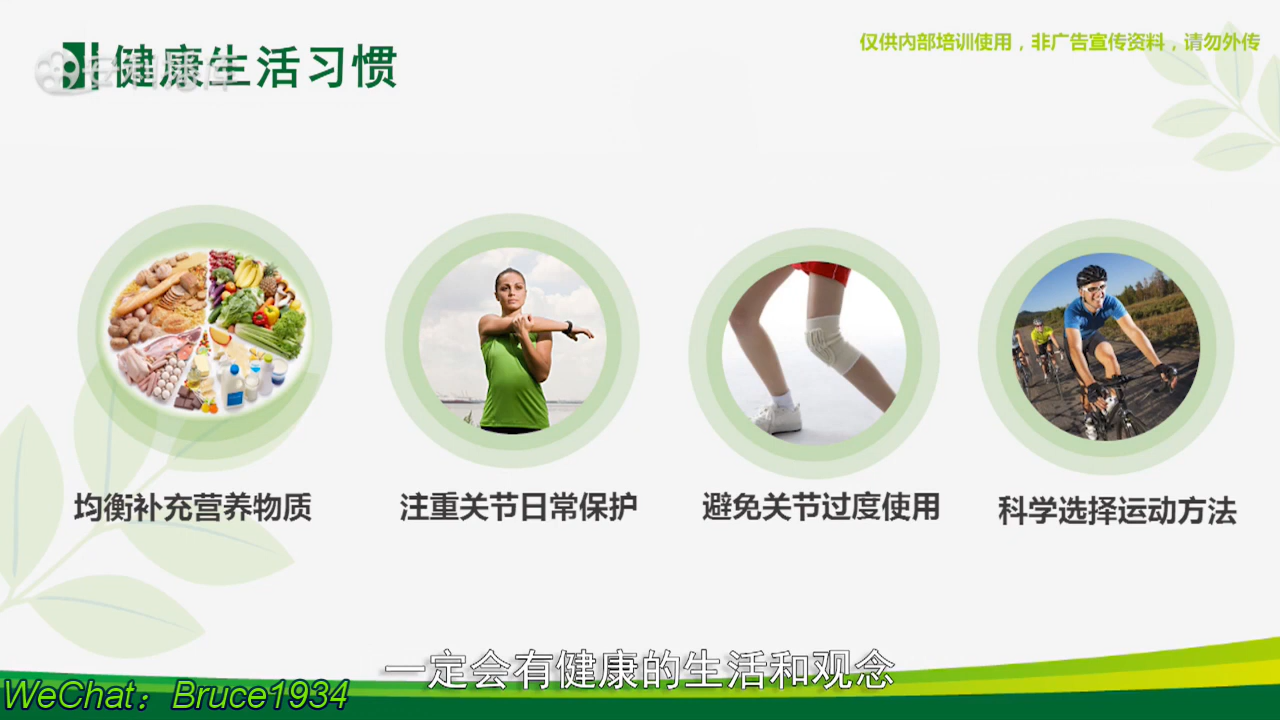 健康生活习惯
仅供内部培训使用，非广告宣传资料，请勿外传
均衡补充营养物质
注重关节日常保护
避免关节过度使用
科学选择运动方法
一定会有健康的生活和观念
WeChat：Bruce1934